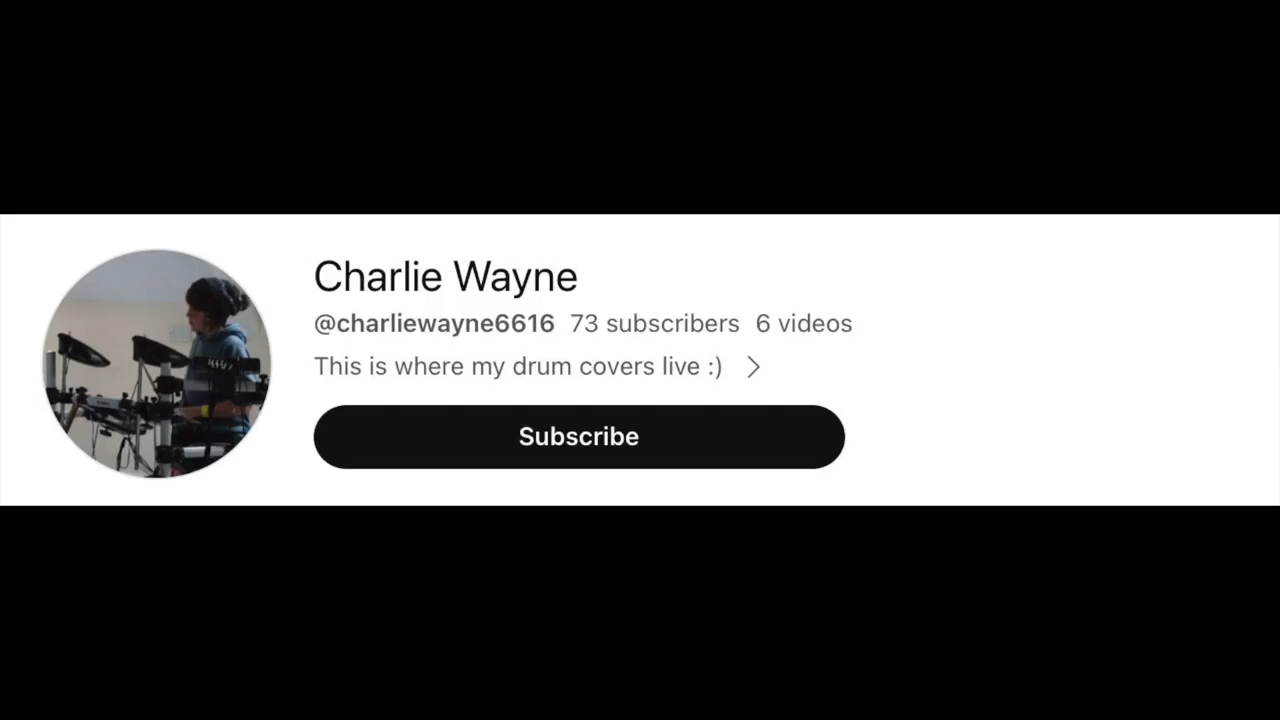 Charlie Wayne
@charliewayne6616 73 subscribers 6 videos
This is where my drum covers live :)
Subscribe